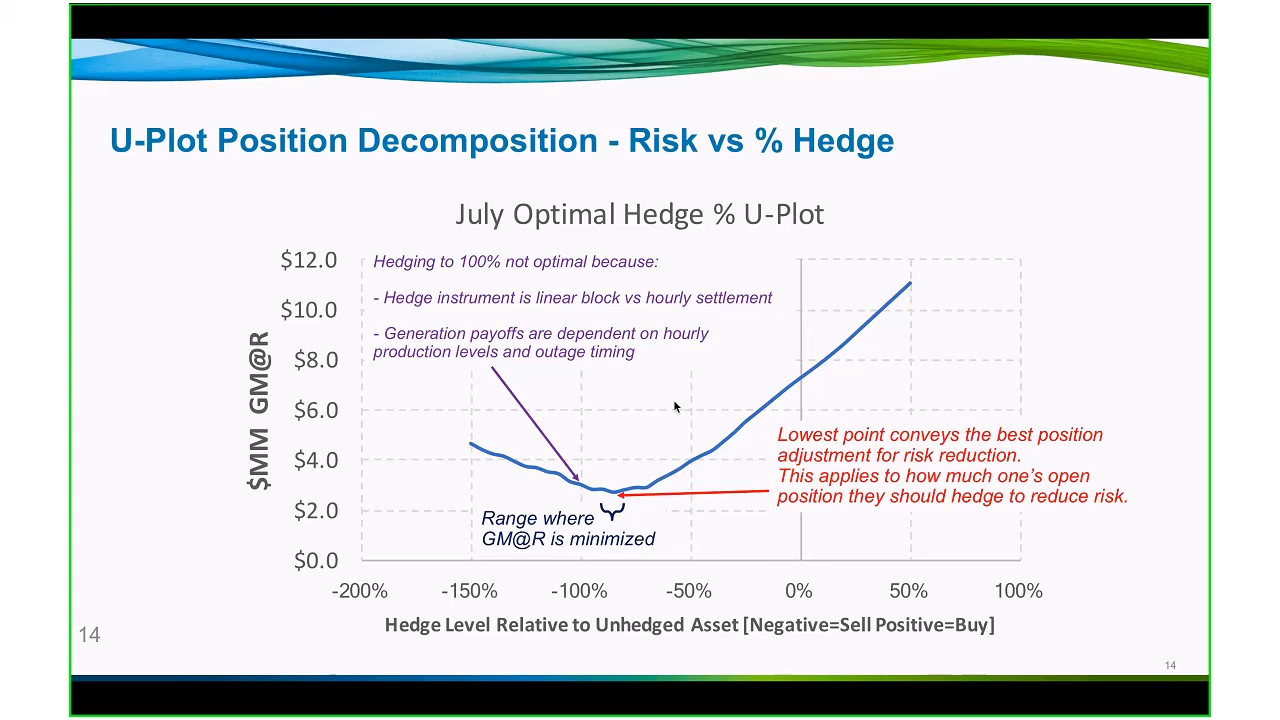 U-Plot Position Decomposition - Risk vs % Hedge
July Optimal Hedge % U-Plot
$12.0
$10.0
$8.0
$6.0
$4.0
$2.0
$0.0
$MM GM@R
Hedging to 100% not optimal because:
- Hedge instrument is linear block vs hourly settlement
- Generation payoffs are dependent on hourly
production levels and outage timing
Lowest point conveys the best position
adjustment for risk reduction.
This applies to how much one’s open
position they should hedge to reduce risk.
Range where
GM@R is minimized
-200% -150% -100% -50% 0% 50% 100%
Hedge Level Relative to Unhedged Asset [Negative=Sell Positive=Buy]
14
14